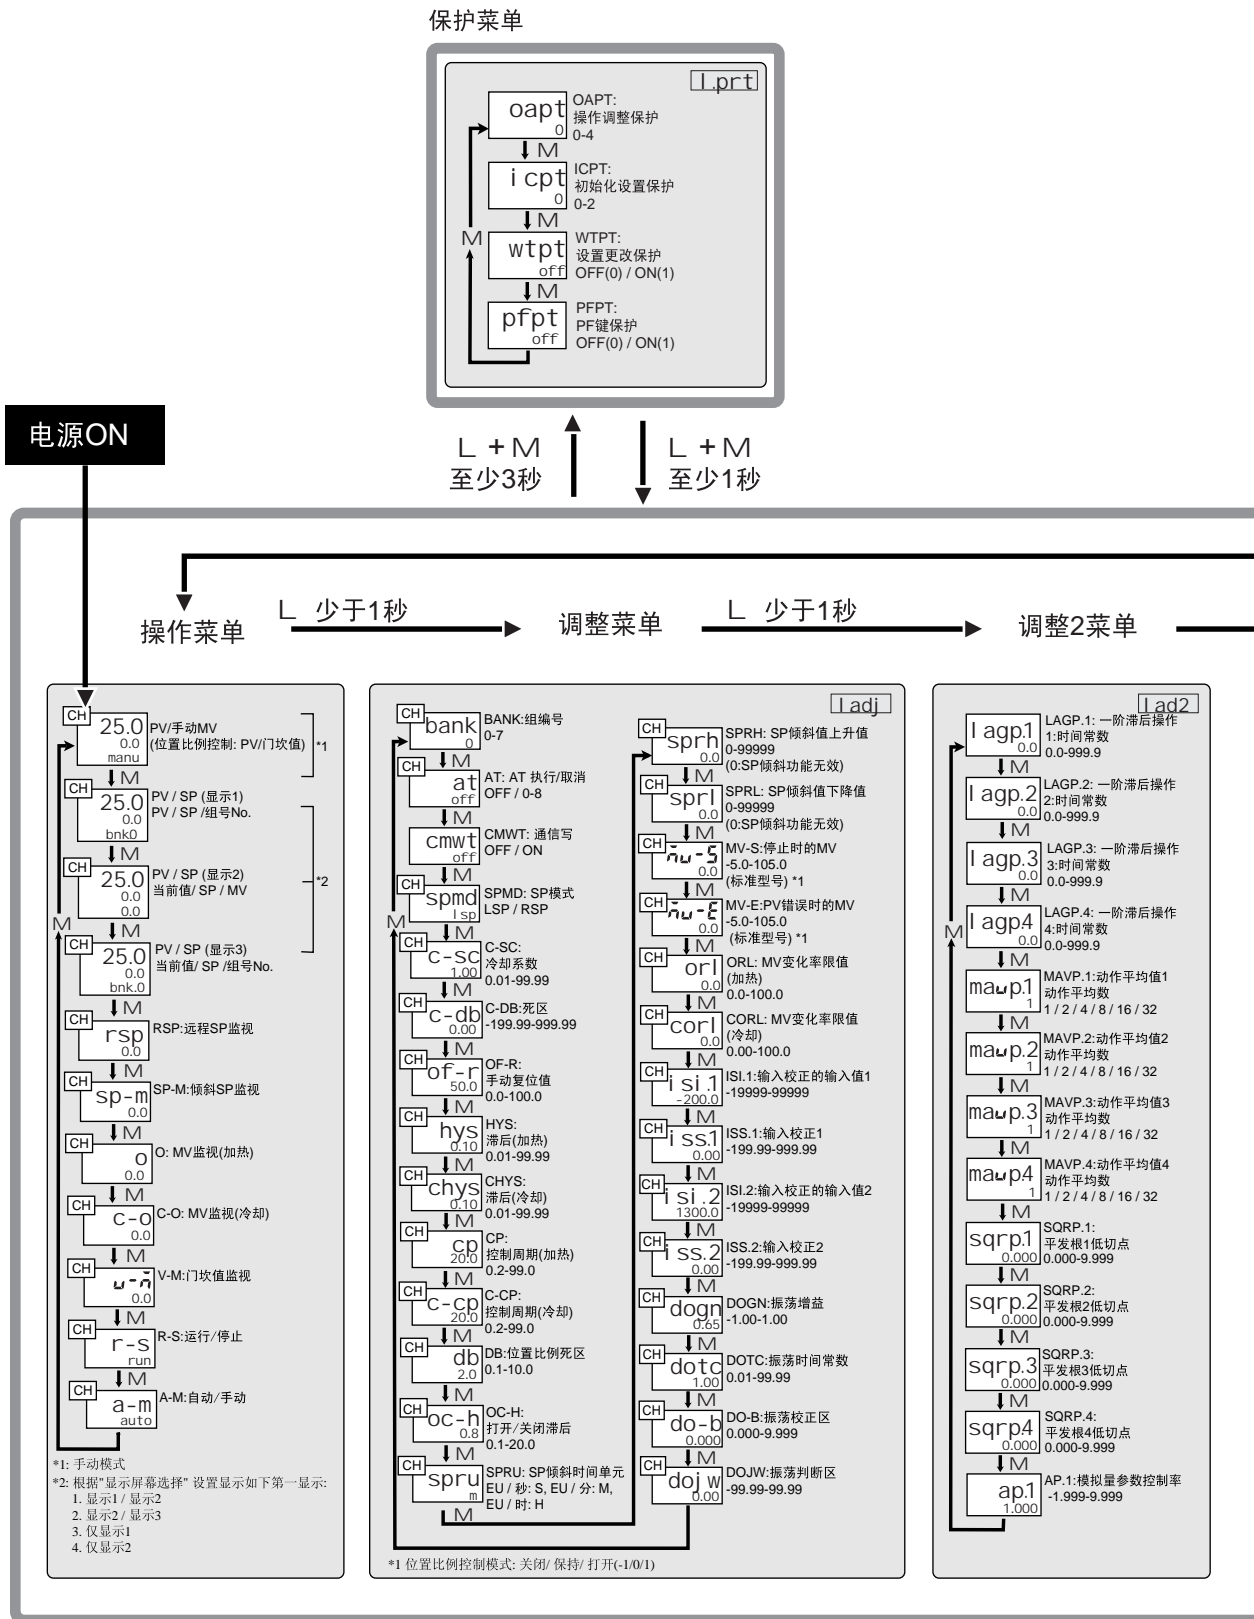 保护菜单
l.prt
oapt
0
OAPT:
操作调整保护
0-4
M
icpt
0
ICPT:
初始化设置保护
0-2
M
M
wtpt
off
WTPT:
设置更改保护
OFF(0) / ON(1)
M
pfpt
off
PFPT:
PF键保护
OFF(0) / ON(1)
电源ON
L + M
至少3秒
L + M
至少1秒
操作菜单
L 少于1秒
调整菜单
L 少于1秒
调整2菜单
CH
25.0
0.0
manu
PV/手动MV
(位置比例控制: PV/门坎值)
*1
M
CH
25.0
0.0
bnk0
PV / SP (显示1)
PV / SP /组号No.
M
CH
25.0
0.0
0.0
PV / SP (显示2)
当前值/ SP / MV
*2
M
M
CH
25.0
0.0
bnk.0
PV / SP (显示3)
当前值/ SP /组号No.
M
CH
rsp
0.0
RSP:远程SP监视
M
CH
sp-m
0.0
SP-M:倾斜SP监视
M
CH
o
0.0
O: MV监视(加热)
M
CH
c-o
0.0
C-O: MV监视(冷却)
M
CH
v-m
0.0
V-M:门坎值监视
M
CH
r-s
run
R-S:运行/停止
M
CH
a-m
auto
A-M:自动/手动
*1: 手动模式
*2: 根据"显示屏幕选择" 设置显示如下第一显示:
1. 显示1 / 显示2
2. 显示2 / 显示3
3. 仅显示1
4. 仅显示2
l adj
CH
bank
0
BANK:组编号
0-7
M
CH
at
off
AT: AT 执行/取消
OFF / 0-8
M
cmwt
off
CMWT: 通信写
OFF / ON
M
CH
spmd
lsp
SPMD: SP模式
LSP / RSP
M
M
CH
c-sc
1.00
C-SC:
冷却系数
0.01-99.99
M
CH
c-db
0.00
C-DB:死区
-199.99-999.99
M
CH
of-r
50.0
OF-R:
手动复位值
0.0-100.0
M
CH
hys
0.10
HYS:
滞后(加热)
0.01-99.99
M
CH
chys
0.10
CHYS:
滞后(冷却)
0.01-99.99
M
CH
cp
20.0
CP:
控制周期(加热)
0.2-99.0
M
CH
c-cp
20.0
C-CP:
控制周期(冷却)
0.2-99.0
M
CH
db
2.0
DB:位置比例死区
0.1-10.0
M
CH
oc-h
0.8
OC-H:
打开/关闭滞后
0.1-20.0
M
CH
spru
m
SPRU: SP倾斜时间单元
EU / 秒: S, EU / 分: M,
EU / 时: H
M
CH
sprh
0.0
SPRH: SP倾斜值上升值
0-99999
(0:SP倾斜功能无效)
M
CH
sprl
0.0
SPRL: SP倾斜值下降值
0-99999
(0:SP倾斜功能无效)
M
CH
mv-s
0.0
MV-S:停止时的MV
-5.0-105.0
(标准型号) *1
M
CH
mv-e
0.0
MV-E:PV错误时的MV
-5.0-105.0
(标准型号) *1
M
CH
orl
0.0
ORL: MV变化率限值
(加热)
0.0-100.0
M
CH
corl
0.0
CORL: MV变化率限值
(冷却)
0.00-100.0
M
CH
isi.1
-200.0
ISI.1:输入校正的输入值1
-19999-99999
M
CH
iss.1
0.00
ISS.1:输入校正1
-199.99-999.99
M
CH
isi.2
1300.0
ISI.2:输入校正的输入值2
-19999-99999
M
CH
iss.2
0.00
ISS.2:输入校正2
-199.99-999.99
M
CH
dogn
0.65
DOGN:振荡增益
-1.00-1.00
M
CH
dotc
1.00
DOTC:振荡时间常数
0.01-99.99
M
CH
do-b
0.000
DO-B:振荡校正区
0.000-9.999
M
CH
dojw
0.00
DOJW:振荡判断区
-99.99-99.99
*1 位置比例控制模式: 关闭/ 保持/ 打开(-1/0/1)
l ad2
lagp.1
0.0
LAGP.1: 一阶滞后操作
1:时间常数
0.0-999.9
M
lagp.2
0.0
LAGP.2: 一阶滞后操作
2:时间常数
0.0-999.9
M
lagp.3
0.0
LAGP.3: 一阶滞后操作
3:时间常数
0.0-999.9
M
M
lagp.4
0.0
LAGP.4: 一阶滞后操作
4:时间常数
0.0-999.9
M
mavp.1
1
MAVP.1:动作平均值1
动作平均数
1 / 2 / 4 / 8 / 16 / 32
M
mavp.2
1
MAVP.2:动作平均值2
动作平均数
1 / 2 / 4 / 8 / 16 / 32
M
mavp.3
1
MAVP.3:动作平均值3
动作平均数
1 / 2 / 4 / 8 / 16 / 32
M
mavp.4
1
MAVP.4:动作平均值4
动作平均数
1 / 2 / 4 / 8 / 16 / 32
M
sqrp.1
0.000
SQRP.1:
平发根1低切点
0.000-9.999
M
sqrp.2
0.000
SQRP.2:
平发根2低切点
0.000-9.999
M
sqrp.3
0.000
SQRP.3:
平发根3低切点
0.000-9.999
M
sqrp.4
0.000
SQRP.4:
平发根4低切点
0.000-9.999
M
ap.1
1.000
AP.1:模拟量参数控制率
-1.999-9.999